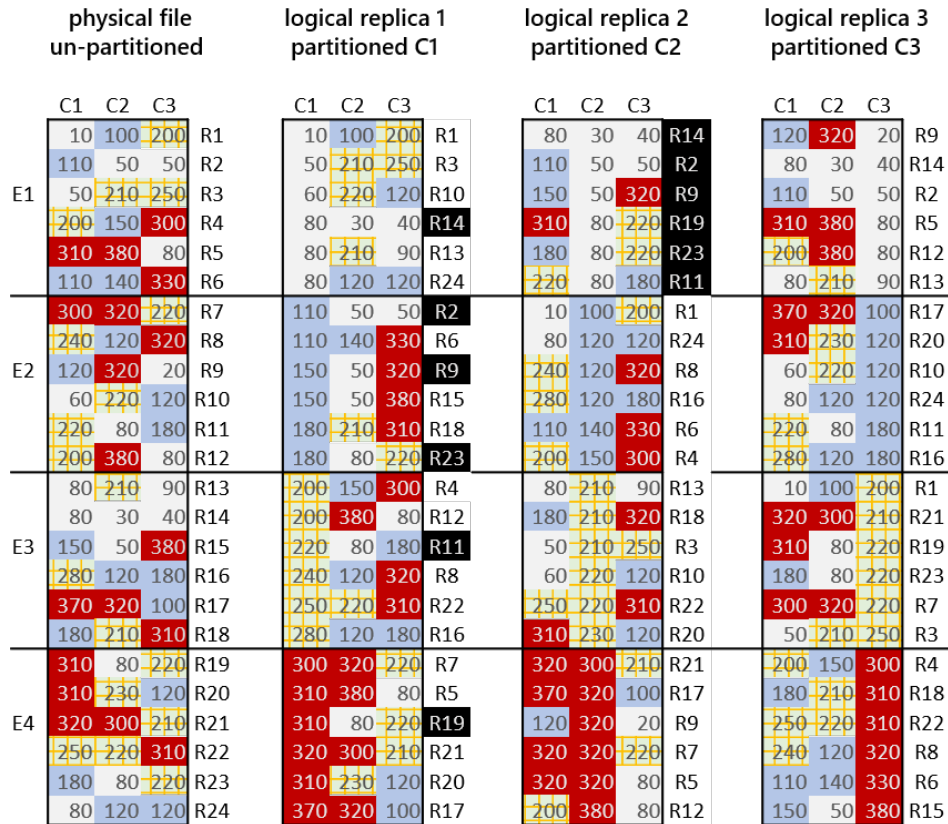 physical file logical replica 1 logical replica 2 logical replica 3
un-partitioned partitioned C1 partitioned C2 partitioned C3
C1 C2 C3 C1 C2 C3 C1 C2 C3 C1 C2 C3
10 100 200 R1 10 100 200 R1 80 30 40 R14 120 320 20 R9
110 50 50 R2 50 210 250 R3 110 50 50 R2 80 30 40 R14
E1 50 210 250 R3 60 220 120 R10 150 50 320 R9 110 50 50 R2
200 150 300 R4 80 30 40 R14 310 80 220 R19 310 380 80 R5
310 380 80 R5 80 210 90 R13 180 80 220 R23 200 380 80 R12
110 140 330 R6 80 120 120 R24 220 80 180 R11 80 210 90 R13
300 320 220 R7 110 50 50 R2 10 100 200 R1 370 320 100 R17
240 120 320 R8 110 140 330 R6 80 120 120 R24 310 230 120 R20
E2 120 320 20 R9 150 50 320 R9 240 120 320 R8 60 220 120 R10
60 220 120 R10 150 50 380 R15 280 120 180 R16 80 120 120 R24
220 80 180 R11 180 210 310 R18 110 140 330 R6 220 80 180 R11
200 380 80 R12 180 80 220 R23 200 150 300 R4 280 120 180 R16
80 210 90 R13 200 150 300 R4 80 210 90 R13 10 100 200 R1
80 30 40 R14 200 380 80 R12 180 210 320 R18 320 300 210 R21
E3 150 50 380 R15 220 80 180 R11 50 210 250 R3 310 80 220 R19
280 120 180 R16 240 120 320 R8 60 220 120 R10 180 80 220 R23
370 320 100 R17 250 220 310 R22 250 220 310 R22 300 320 220 R7
180 210 310 R18 280 120 180 R16 310 230 120 R20 50 210 250 R3
310 80 220 R19 300 320 220 R7 320 300 210 R21 200 150 300 R4
310 230 120 R20 310 380 80 R5 370 320 100 R17 180 210 310 R18
E4 320 300 210 R21 310 80 220 R19 120 320 20 R9 250 220 310 R22
250 220 310 R22 320 300 210 R21 320 320 220 R7 240 120 320 R8
180 80 220 R23 310 230 120 R20 320 320 80 R5 110 140 330 R6
80 120 120 R24 370 320 100 R17 200 380 80 R12 150 50 380 R15